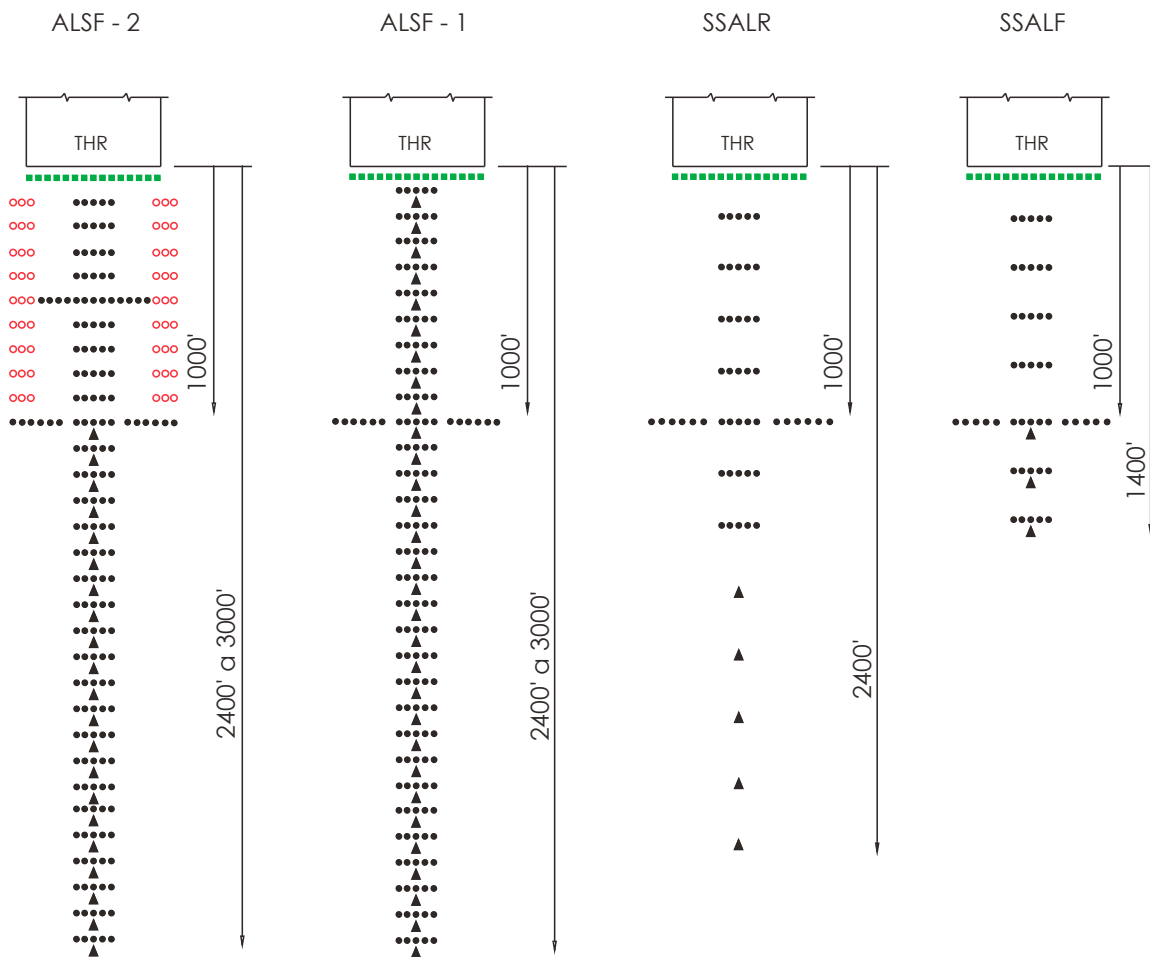 ALSF - 2
ALSF - 1
SSALR
SSALF
THR
THR
THR
THR
1000'
2400' a 3000'
1000'
2400' a 3000'
1000'
2400'
1000'
1400'